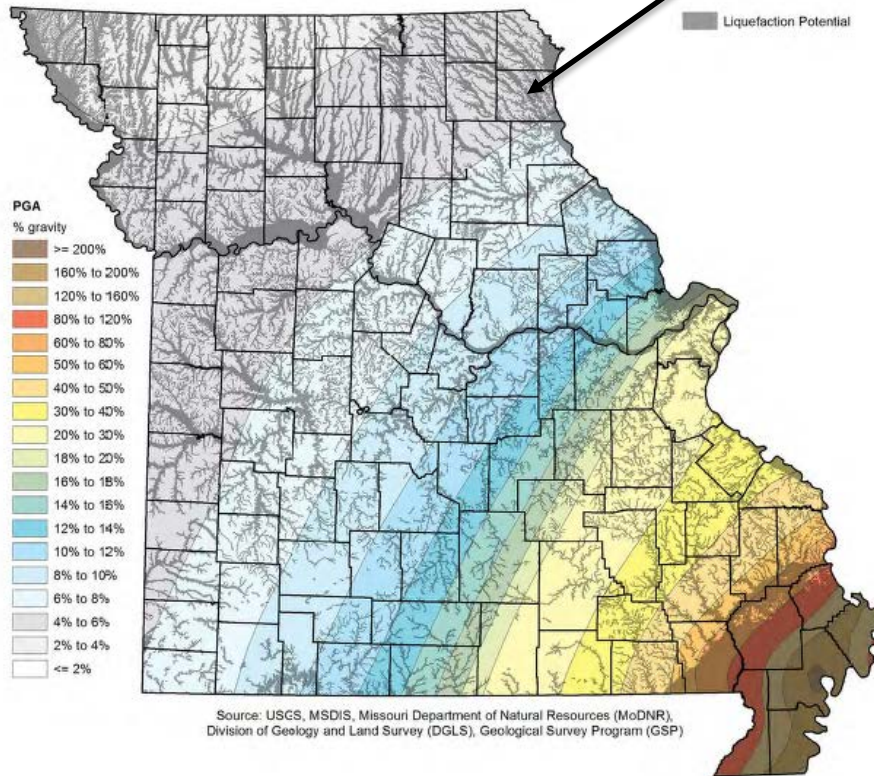 Liquefaction Potential
PGA
% gravity
>= 200%
160% to 200%
120% to 160%
80% to 120%
60% to 80%
50% to 60%
40% to 50%
30% to 40%
20% to 30%
18% to 20%
16% to 18%
14% to 16%
12% to 14%
10% to 12%
8% to 10%
6% to 8%
4% to 6%
2% to 4%
<= 2%
Source: USGS, MSDIS, Missouri Department of Natural Resources (MoDNR),
Division of Geology and Land Survey (DGLS), Geological Survey Program (GSP)